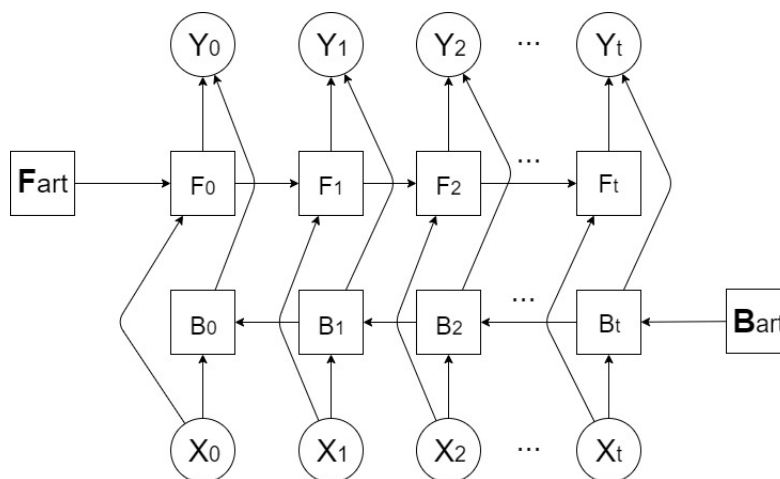 Y0 Y1 Y2 ... Yt
...
Fart F0 F1 F2 Ft
...
B0 B1 B2 Bt Bart
X0 X1 X2 ... Xt